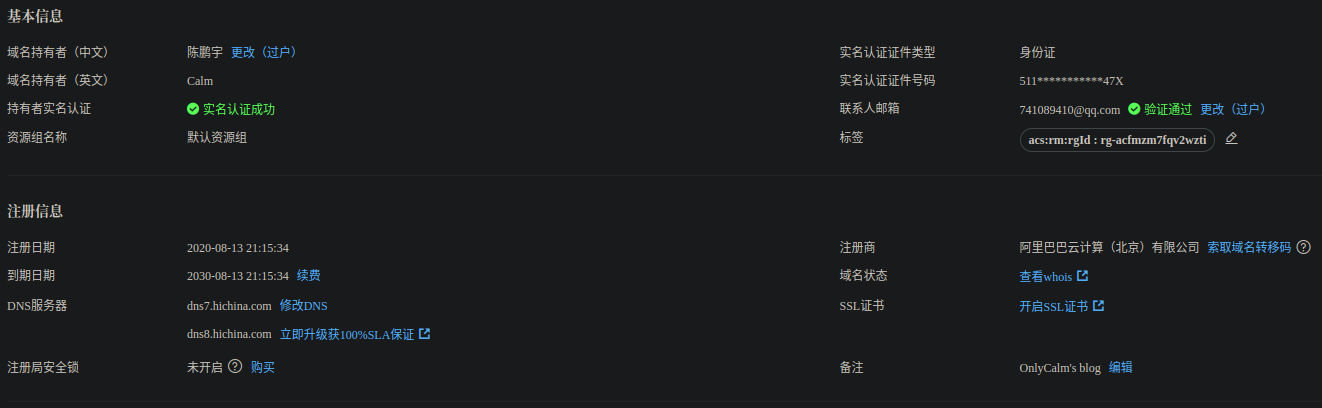 基本信息
域名持有者（中文） 陈鹏宇 更改（过户） 实名认证证件类型 身份证
域名持有者（英文） Calm 实名认证证件号码 511***********47X
持有者实名认证 实名认证成功 联系人邮箱 741089410@qq.com 验证通过 更改（过户）
资源组名称 默认资源组 标签 acs:rm:rgId : rg-acfmzm7fqv2wzti
注册信息
注册日期 2020-08-13 21:15:34 注册商 阿里巴巴云计算（北京）有限公司 索取域名转移码
到期日期 2030-08-13 21:15:34 续费 域名状态 查看whois
DNS服务器 dns7.hichina.com 修改DNS SSL证书 开启SSL证书
dns8.hichina.com 立即升级获100%SLA保证
注册局安全锁 未开启 购买 备注 OnlyCalm's blog 编辑